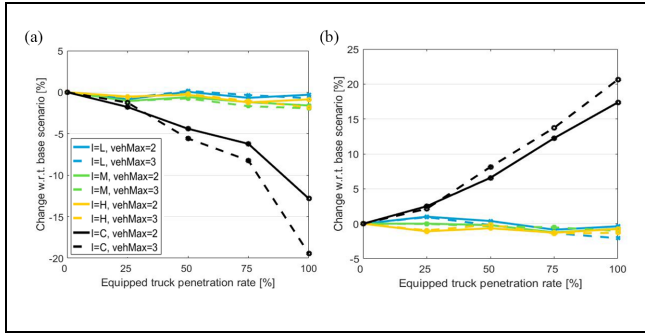 (a)
5
0
-5
-10
-15
-20
0 25 50 75 100
Change w.r.t. base scenario [%]
Equipped truck penetration rate [%]
I=L, vehMax=2
I=L, vehMax=3
I=M, vehMax=2
I=M, vehMax=3
I=H, vehMax=2
I=H, vehMax=3
I=C, vehMax=2
I=C, vehMax=3
(b)
25
20
15
10
5
0
-5
-10
0 25 50 75 100
Change w.r.t. base scenario [%]
Equipped truck penetration rate [%]